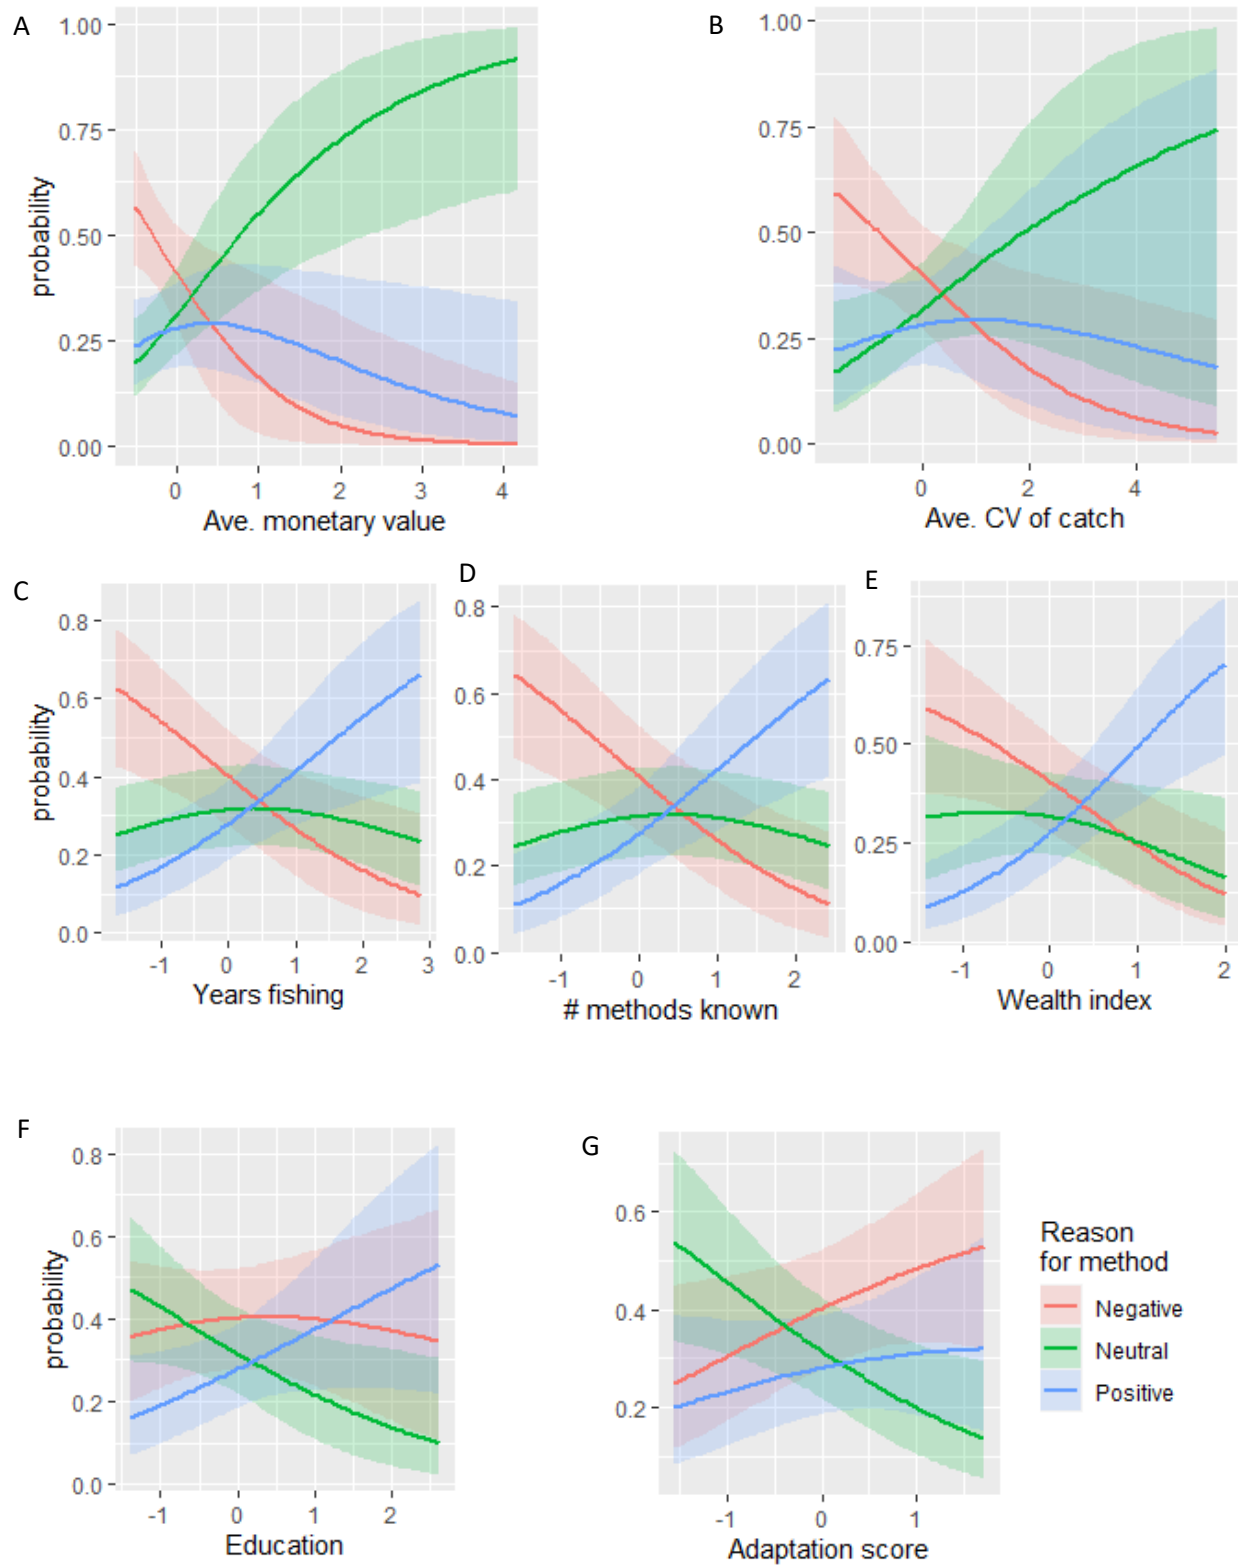 A
1.00
0.75
0.50
0.25
0.00
probability
0 1 2 3 4
Ave. monetary value
B
1.00
0.75
0.50
0.25
0.00
0 2 4
Ave. CV of catch
C
0.8
0.6
0.4
0.2
0.0
probability
-1 0 1 2 3
Years fishing
D
0.8
0.6
0.4
0.2
0.0
-1 0 1 2
# methods known
E
0.75
0.50
0.25
0.00
-1 0 1 2
Wealth index
F
0.8
0.6
0.4
0.2
0.0
probability
-1 0 1 2
Education
G
0.6
0.4
0.2
-1 0 1
Adaptation score
Reason
for method
Negative
Neutral
Positive